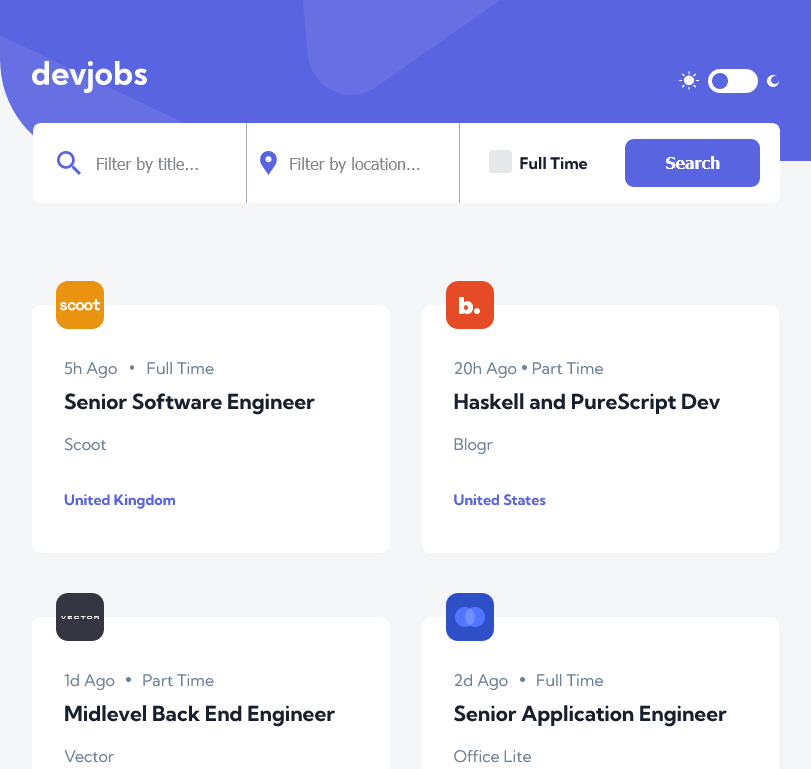 devjobs
Filter by title...
Filter by location...
Full Time
Search
scoot
5h Ago • Full Time
Senior Software Engineer
Scoot
United Kingdom
b.
20h Ago • Part Time
Haskell and PureScript Dev
Blogr
United States
VECTOR
1d Ago • Part Time
Midlevel Back End Engineer
Vector
2d Ago • Full Time
Senior Application Engineer
Office Lite